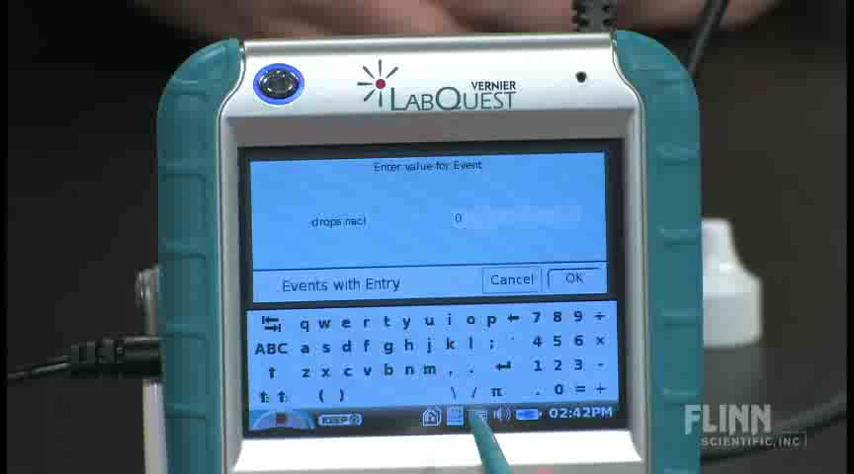 VERNIER
LABQUEST
Enter value for Event
drops nacl 0
Events with Entry Cancel OK
q w e r t y u i o p 7 8 9 ÷
ABC a s d f g h j k l ; ' 4 5 6 ×
z x c v b n m , . 1 2 3 -
( ) \ / π . 0 = +
KEEP 02:42PM
FLINN
SCIENTIFIC, INC